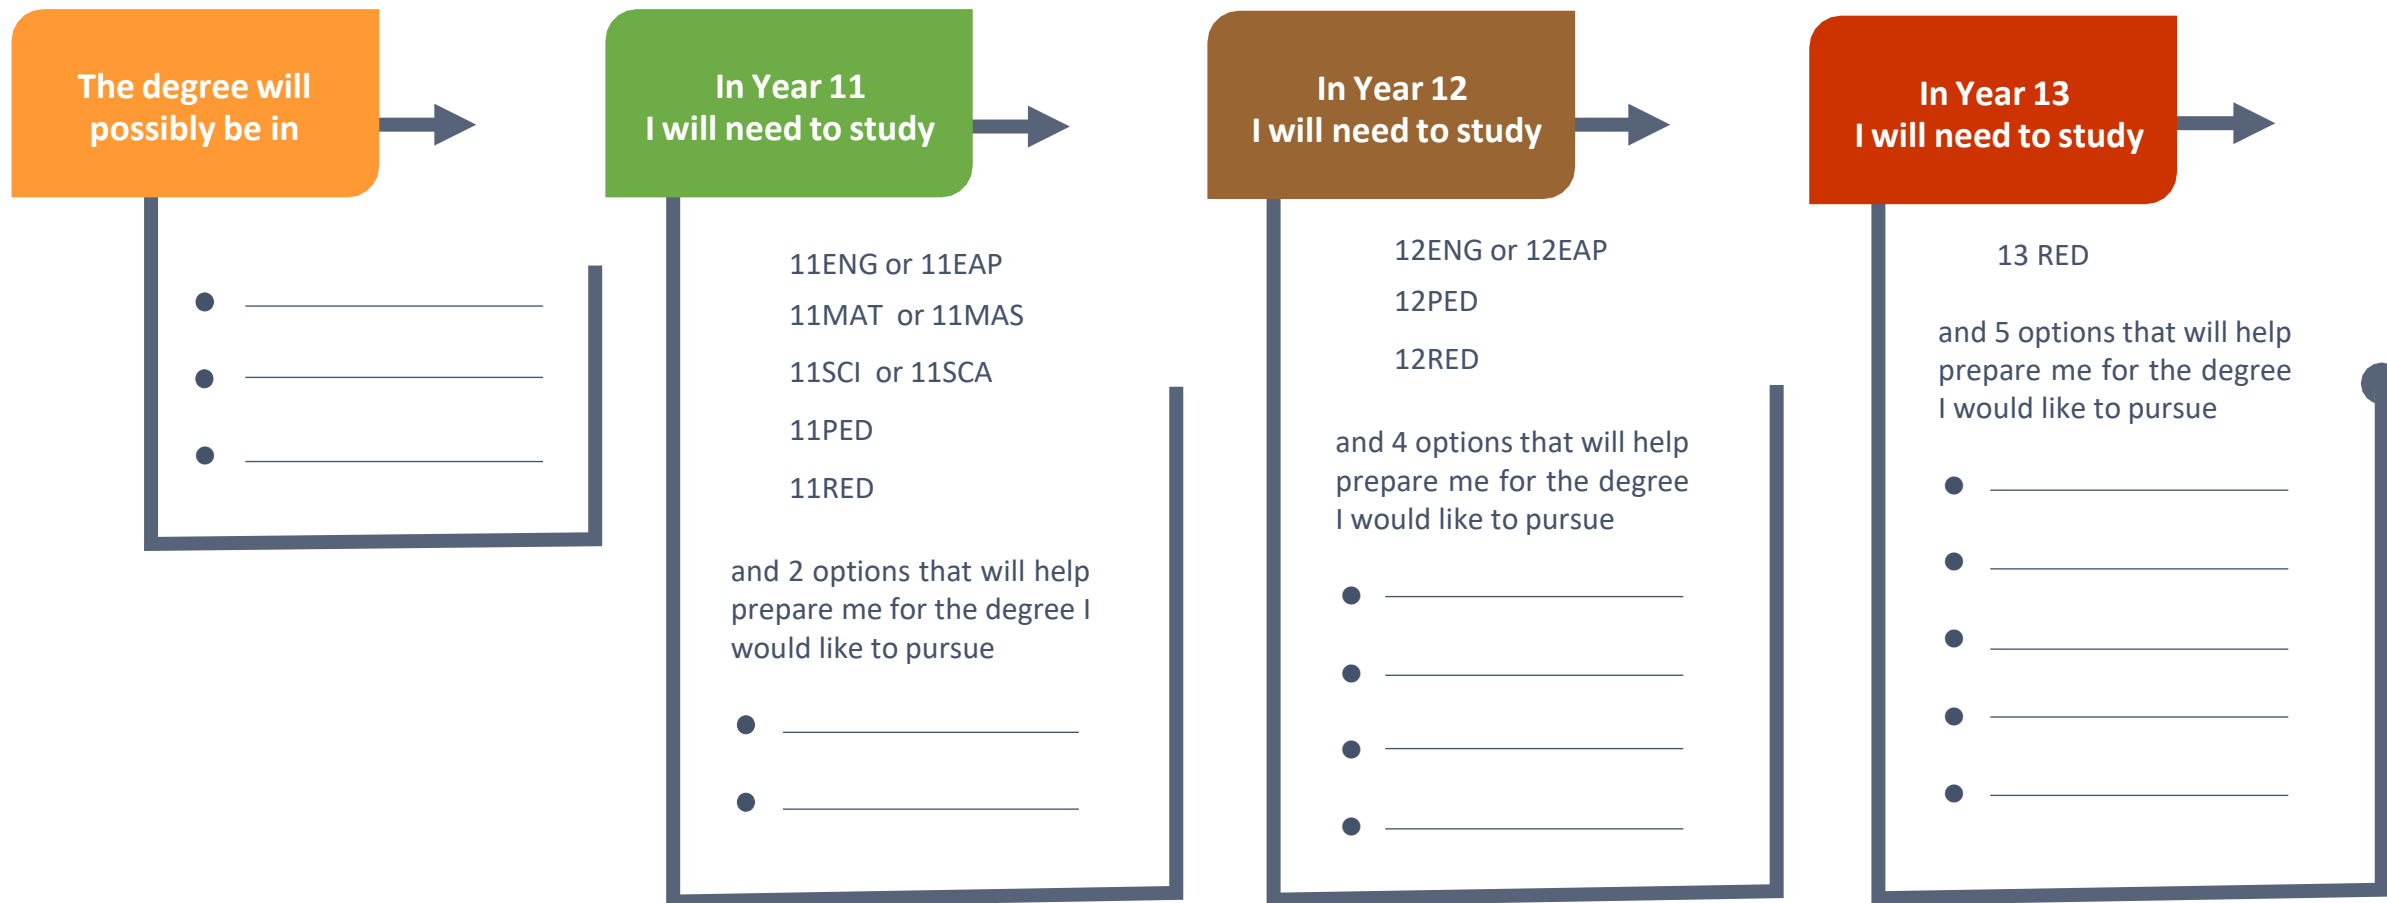 The degree will
possibly be in
In Year 11
I will need to study
11ENG or 11EAP
11MAT  or 11MAS
11SCI  or 11SCA
11PED
11RED
and 2 options that will help
prepare me for the degree I
would like to pursue
In Year 12
I will need to study
12ENG or 12EAP
12PED
12RED
and 4 options that will help
prepare me for the degree
I would like to pursue
In Year 13
I will need to study
13 RED
and 5 options that will help
prepare me for the degree
I would like to pursue